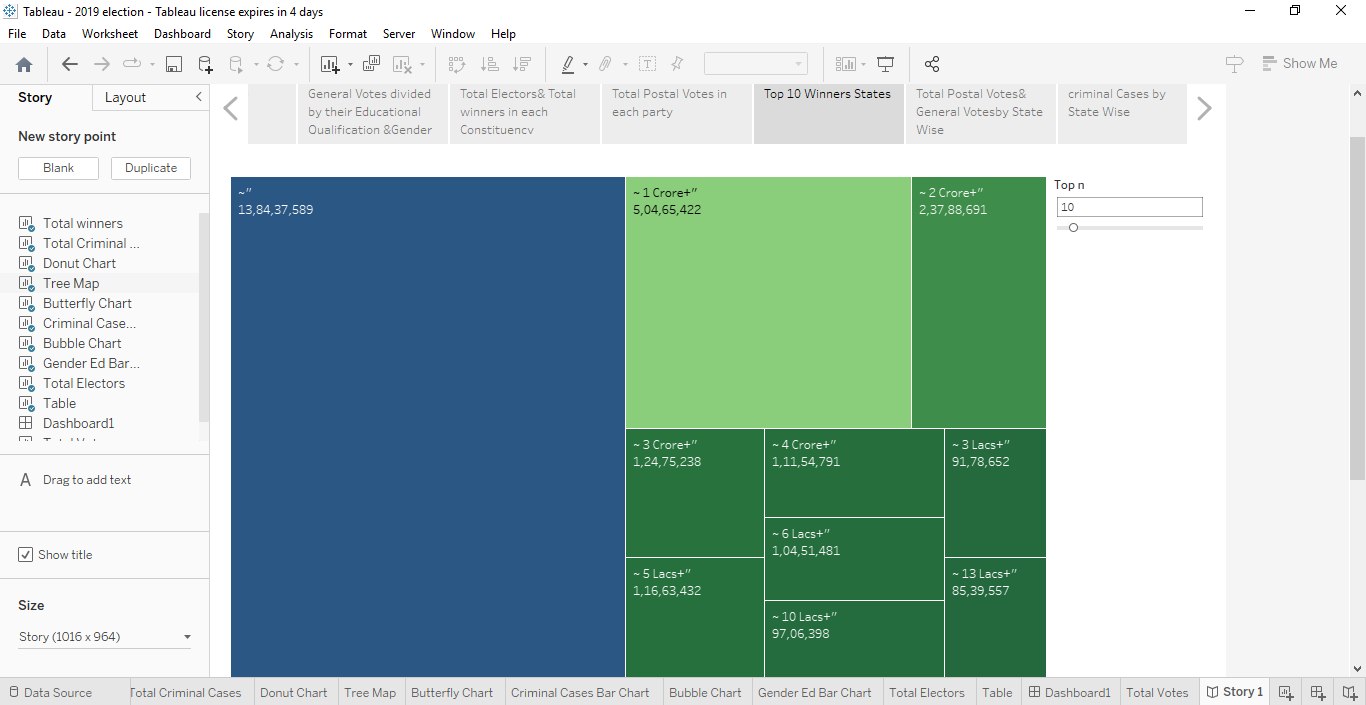 Tableau - 2019 election - Tableau license expires in 4 days
File Data Worksheet Dashboard Story Analysis Format Server Window Help
Show Me
Story
Layout
New story point
Blank
Duplicate
Total winners
Total Criminal ...
Donut Chart
Tree Map
Butterfly Chart
Criminal Case...
Bubble Chart
Gender Ed Bar...
Total Electors
Table
Dashboard1
A Drag to add text
Show title
Size
Story (1016 x 964)
General Votes divided
by their Educational
Qualification &Gender
Total Electors& Total
winners in each
Constituency
Total Postal Votes in
each party
Top 10 Winners States
Total Postal Votes&
General Votesby State
Wise
criminal Cases by
State Wise
~"
13,84,37,589
~ 1 Crore+"
5,04,65,422
~ 2 Crore+"
2,37,88,691
~ 3 Crore+"
1,24,75,238
~ 4 Crore+"
1,11,54,791
~ 3 Lacs+"
91,78,652
~ 6 Lacs+"
1,04,51,481
~ 5 Lacs+"
1,16,63,432
~ 13 Lacs+"
85,39,557
~ 10 Lacs+"
97,06,398
Top n
10
Data Source
Total Criminal Cases
Donut Chart
Tree Map
Butterfly Chart
Criminal Cases Bar Chart
Bubble Chart
Gender Ed Bar Chart
Total Electors
Table
Dashboard1
Total Votes
Story 1